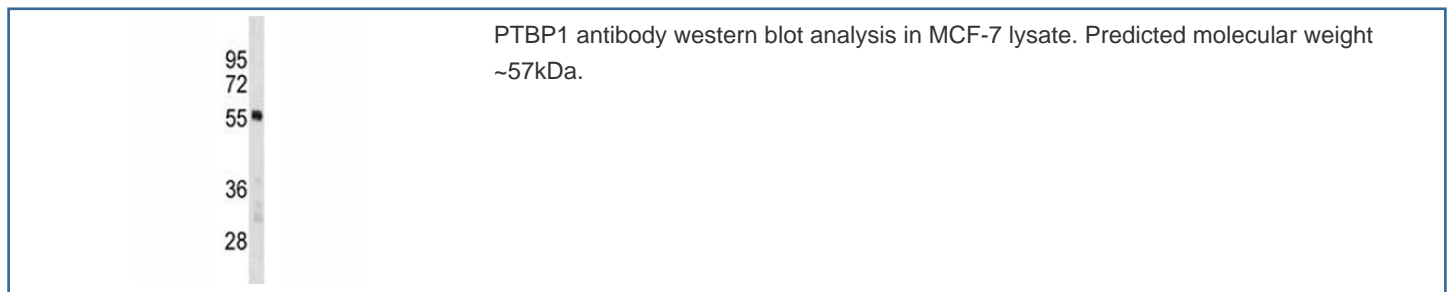 PTBP1 antibody western blot analysis in MCF-7 lysate. Predicted molecular weight
~57kDa.
95
72
55
36
28